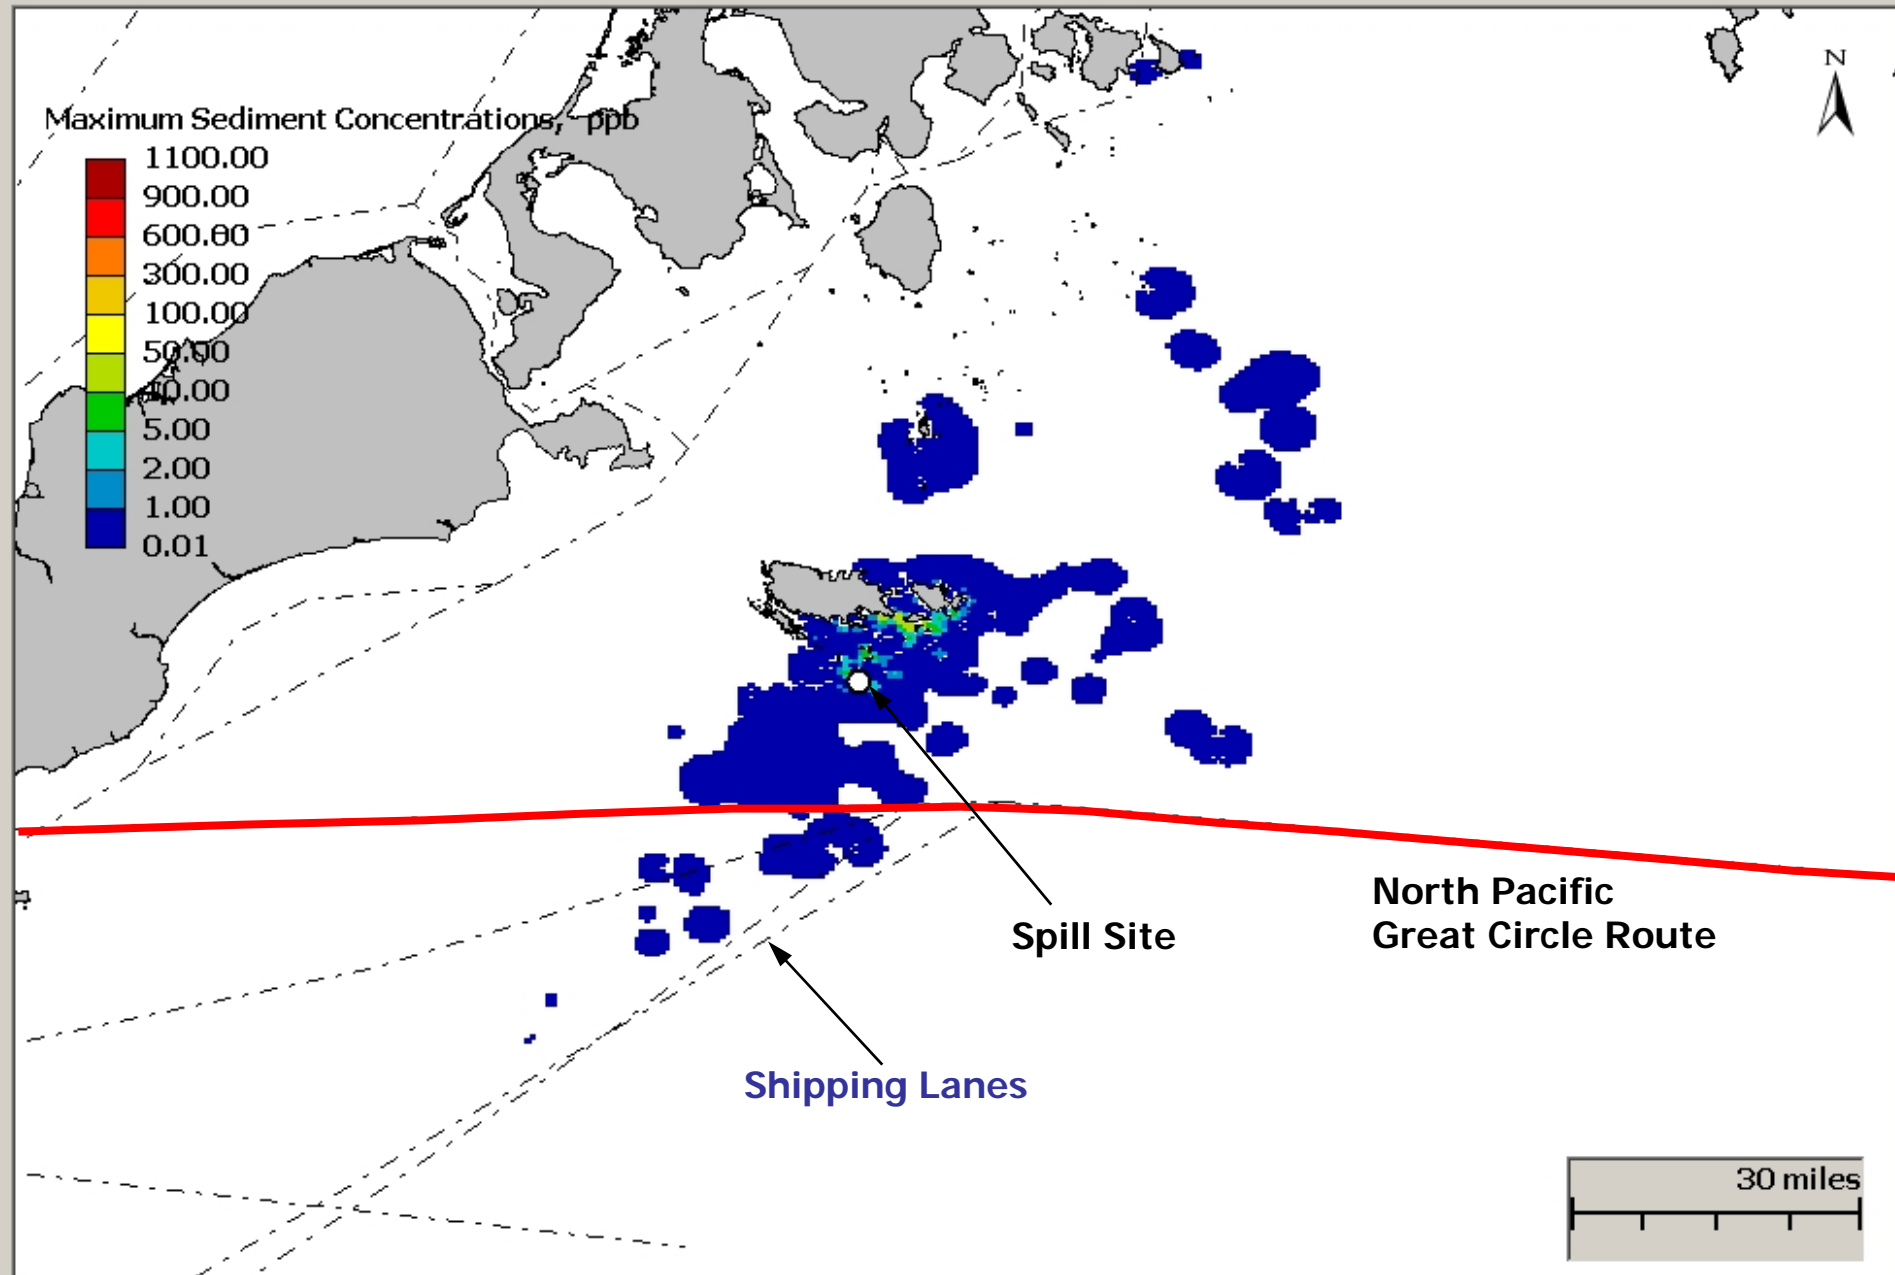 N
Maximum Sediment Concentrations, ppb
1100.00
900.00
600.00
300.00
100.00
50.00
10.00
5.00
2.00
1.00
0.01
North Pacific
Great Circle Route
Spill Site
Shipping Lanes
30 miles